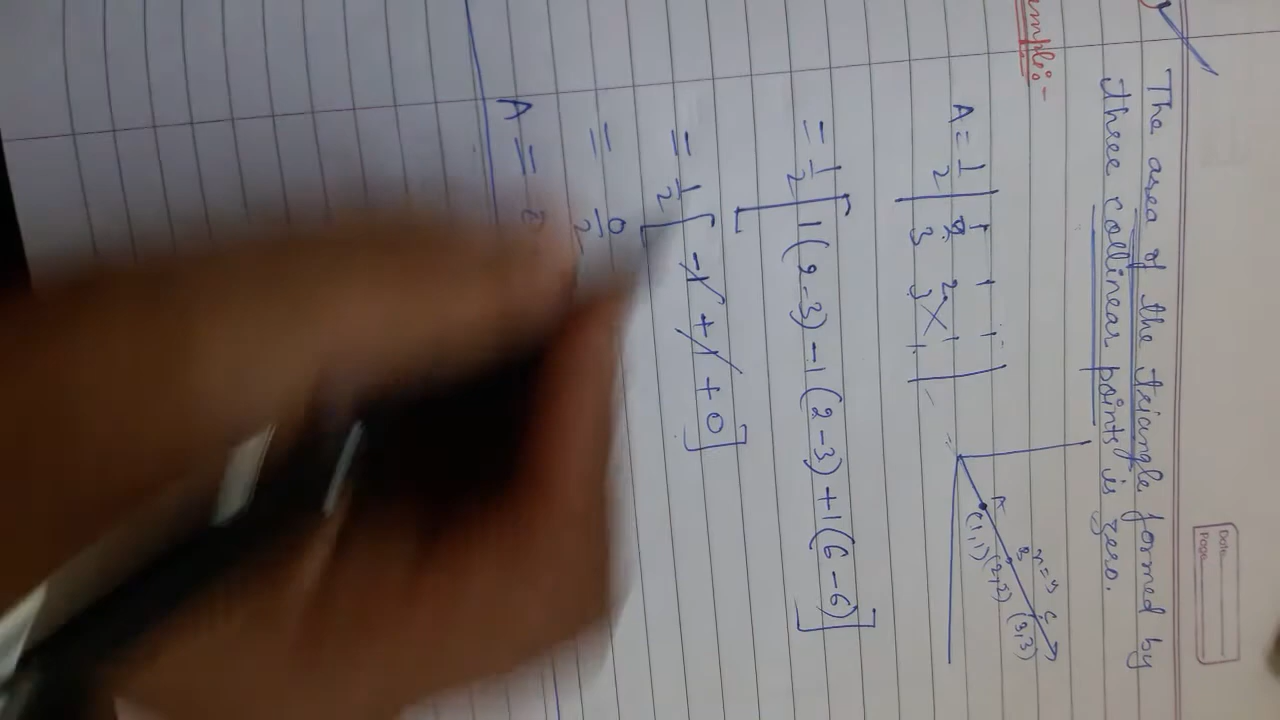 Date
Page
The area of the triangle formed by
three collinear points is zero.
ample:-
x=y
A B C
(1,1) (2,2) (3,3)
A = 1/2 | 1 1 1
2 2 1
3 3 1 |
= 1/2 [ 1(2-3) -1(2-3) +1(6-6) ]
= 1/2 [ -1 + 1 + 0 ]
= 0/2
A =